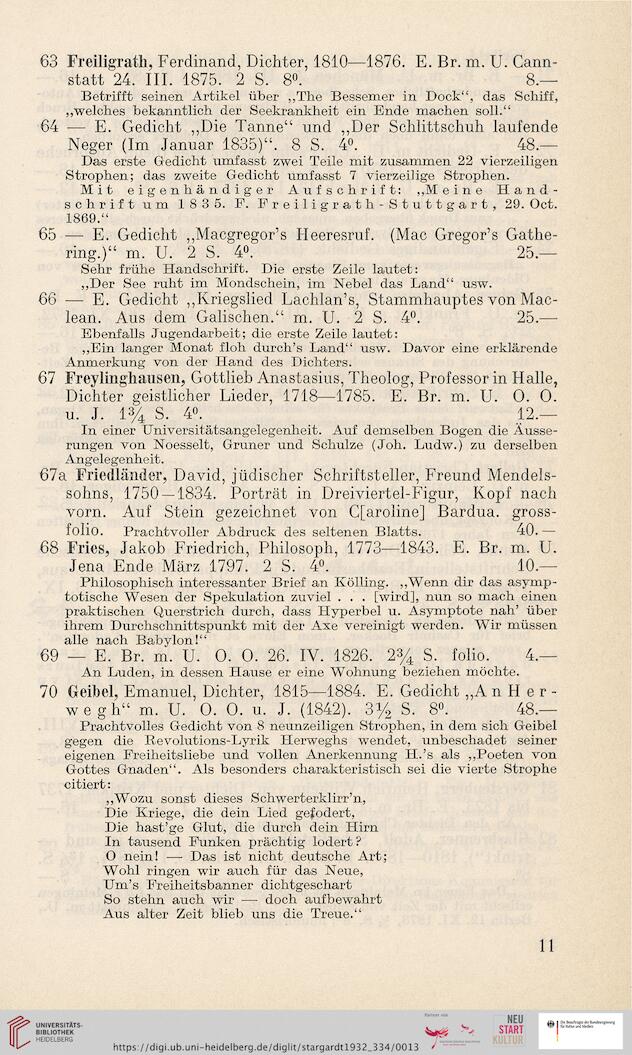 63 Freiligrath, Ferdinand, Dichter, 1810—1876. E. Br. m. U. Cann-
statt 24. III. 1875. 2 S. 8⁰. 8.—
Betrifft seinen Artikel über „The Bessemer in Dock“, das Schiff,
„welches bekanntlich der Seekrankheit ein Ende machen soll.“
64 — E. Gedicht „Die Tanne“ und „Der Schlittschuh laufende
Neger (Im Januar 1835)“. 8 S. 4⁰. 48.—
Das erste Gedicht umfasst zwei Teile mit zusammen 22 vierzeiligen
Strophen; das zweite Gedicht umfasst 7 vierzeilige Strophen.
Mit eigenhändiger Aufschrift: „Meine Hand-
schrift um 1835. F. Freiligrath-Stuttgart, 29. Oct.
1869.“
65 — E. Gedicht „Macgregor's Heeresruf. (Mac Gregor's Gathe-
ring.)“ m. U. 2 S. 4⁰. 25.—
Sehr frühe Handschrift. Die erste Zeile lautet:
„Der See ruht im Mondschein, im Nebel das Land“ usw.
66 — E. Gedicht „Kriegslied Lachlan's, Stammhauptes von Mac-
lean. Aus dem Galischen.“ m. U. 2 S. 4⁰. 25.—
Ebenfalls Jugendarbeit; die erste Zeile lautet:
„Ein langer Monat floh durch's Land“ usw. Davor eine erklärende
Anmerkung von der Hand des Dichters.
67 Freylinghausen, Gottlieb Anastasius, Theolog, Professor in Halle,
Dichter geistlicher Lieder, 1718—1785. E. Br. m. U. O. O.
u. J. 1¾ S. 4⁰. 12.—
In einer Universitätsangelegenheit. Auf demselben Bogen die Äusse-
rungen von Noesselt, Gruner und Schulze (Joh. Ludw.) zu derselben
Angelegenheit.
67a Friedländer, David, jüdischer Schriftsteller, Freund Mendels-
sohns, 1750—1834. Porträt in Dreiviertel-Figur, Kopf nach
vorn. Auf Stein gezeichnet von C[aroline] Bardua. gross-
folio. Prachtvoller Abdruck des seltenen Blatts. 40.—
68 Fries, Jakob Friedrich, Philosoph, 1773—1843. E. Br. m. U.
Jena Ende März 1797. 2 S. 4⁰. 10.—
Philosophisch interessanter Brief an Kölling. „Wenn dir das asymp-
totische Wesen der Spekulation zuviel . . . [wird], nun so mach einen
praktischen Querstrich durch, dass Hyperbel u. Asymptote nah' über
ihrem Durchschnittspunkt mit der Axe vereinigt werden. Wir müssen
alle nach Babylon!“
69 — E. Br. m. U. O. O. 26. IV. 1826. 2¾ S. folio. 4.—
An Luden, in dessen Hause er eine Wohnung beziehen möchte.
70 Geibel, Emanuel, Dichter, 1815—1884. E. Gedicht „An Her-
wegh“ m. U. O. O. u. J. (1842). 3½ S. 8⁰. 48.—
Prachtvolles Gedicht von 8 neunzeiligen Strophen, in dem sich Geibel
gegen die Revolutions-Lyrik Herweghs wendet, unbeschadet seiner
eigenen Freiheitsliebe und vollen Anerkennung H.'s als „Poeten von
Gottes Gnaden“. Als besonders charakteristisch sei die vierte Strophe
citiert:
„Wozu sonst dieses Schwerterklirr'n,
Die Kriege, die dein Lied gefodert,
Die hast'ge Glut, die durch dein Hirn
In tausend Funken prächtig lodert?
O nein! — Das ist nicht deutsche Art;
Wohl ringen wir auch für das Neue,
Um's Freiheitsbanner dichtgeschart
So stehn auch wir — doch aufbewahrt
Aus alter Zeit blieb uns die Treue.“
11
UNIVERSITÄTS-
BIBLIOTHEK
HEIDELBERG
https://digi.ub.uni-heidelberg.de/diglit/stargardt1932_334/0013
NEU
START
KULTUR